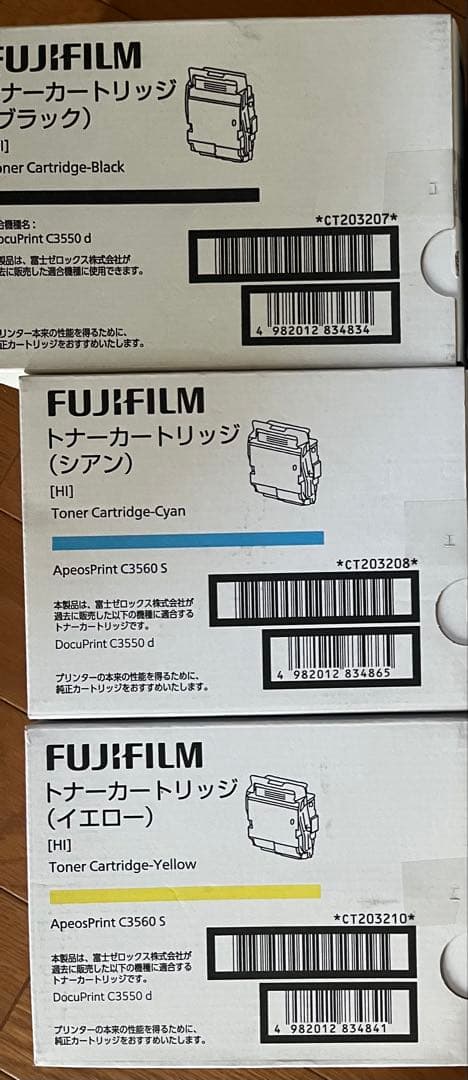 FUJIFILM
ナーカートリッジ
ブラック）
I]
oner Cartridge-Black
合機種名：
ocuPrint C3550 d
製品は、富士ゼロックス株式会社が
去に販売した適合機種に使用できます。
*CT203207*
4 982012 834834
リンター本来の性能を得るために、
正カートリッジをおすすめいたします。
FUJIFILM
トナーカートリッジ
（シアン）
[HI]
Toner Cartridge-Cyan
ApeosPrint C3560 S
*CT203208*
本製品は、富士ゼロックス株式会社が
過去に販売した以下の機種に適合する
トナーカートリッジです。
DocuPrint C3550 d
4 982012 834865
プリンターの本来の性能を得るために、
純正カートリッジをおすすめいたします。
FUJIFILM
トナーカートリッジ
（イエロー）
[HI]
Toner Cartridge-Yellow
ApeosPrint C3560 S
*CT203210*
本製品は、富士ゼロックス株式会社が
過去に販売した以下の機種に適合する
トナーカートリッジです。
DocuPrint C3550 d
4 982012 834841
プリンターの本来の性能を得るために、
純正カートリッジをおすすめいたします。